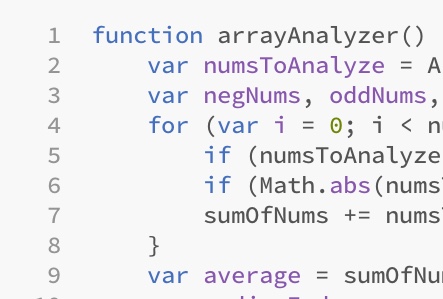 1 function arrayAnalyzer()
2 var numsToAnalyze = A
3 var negNums, oddNums,
4 for (var i = 0; i < nu
5 if (numsToAnalyze
6 if (Math.abs(nums
7 sumOfNums += nums
8 }
9 var average = sumOfNu